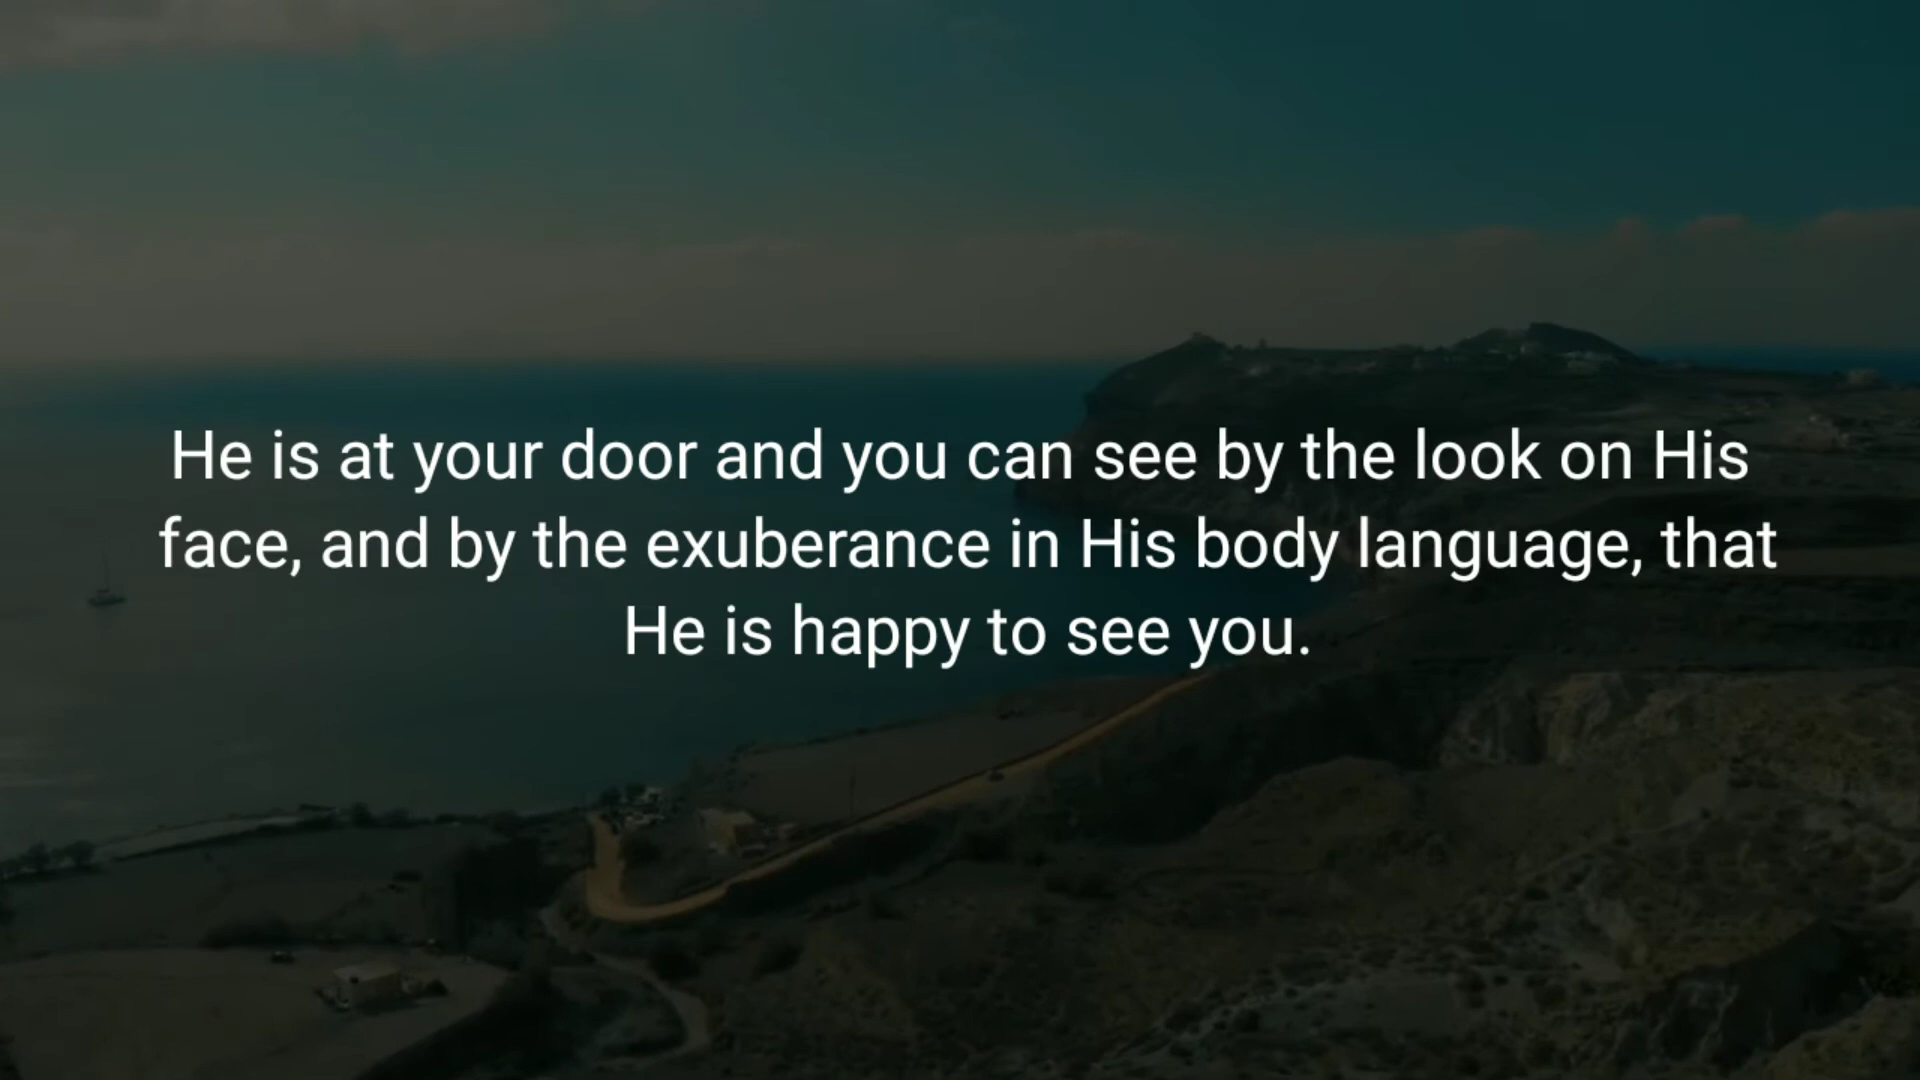 He is at your door and you can see by the look on His
face, and by the exuberance in His body language, that
He is happy to see you.